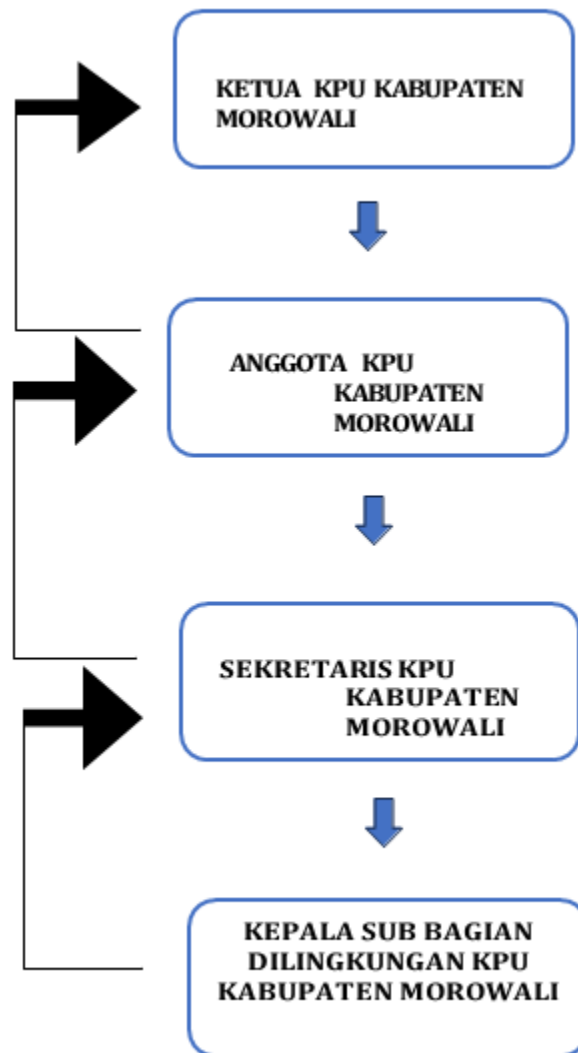 KETUA KPU KABUPATEN
MOROWALI
ANGGOTA KPU
KABUPATEN
MOROWALI
SEKRETARIS KPU
KABUPATEN
MOROWALI
KEPALA SUB BAGIAN
DILINGKUNGAN KPU
KABUPATEN MOROWALI